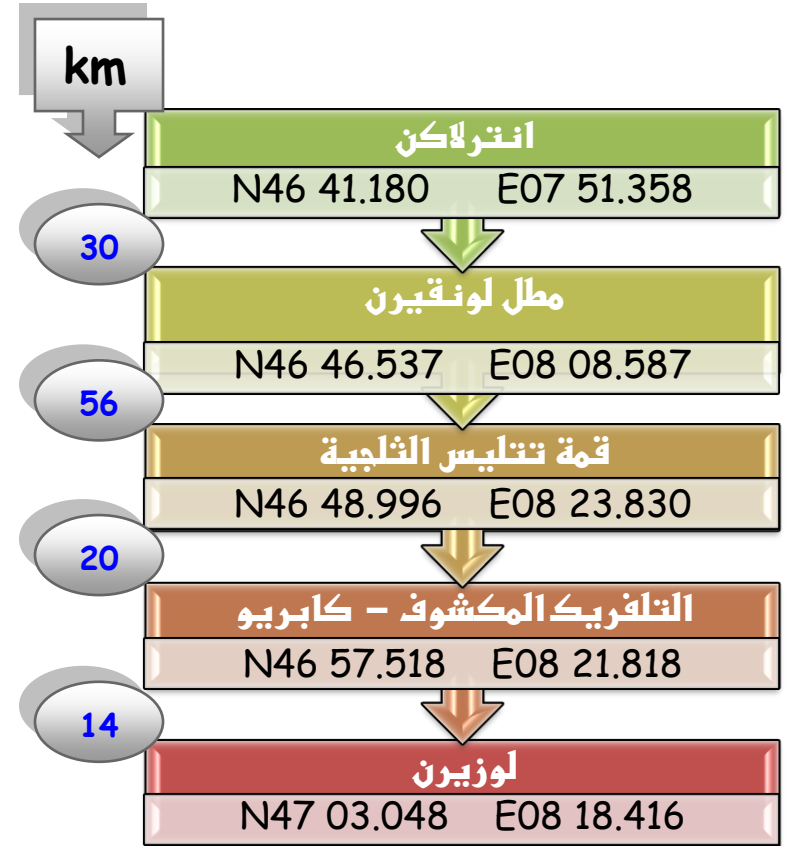 km
انترلاكن
N46 41.180 E07 51.358
30
مطل لونقيرن
N46 46.537 E08 08.587
56
قمة تتليس الثلجية
N46 48.996 E08 23.830
20
التلفريك المكشوف – كابريو
N46 57.518 E08 21.818
14
لوزيرن
N47 03.048 E08 18.416